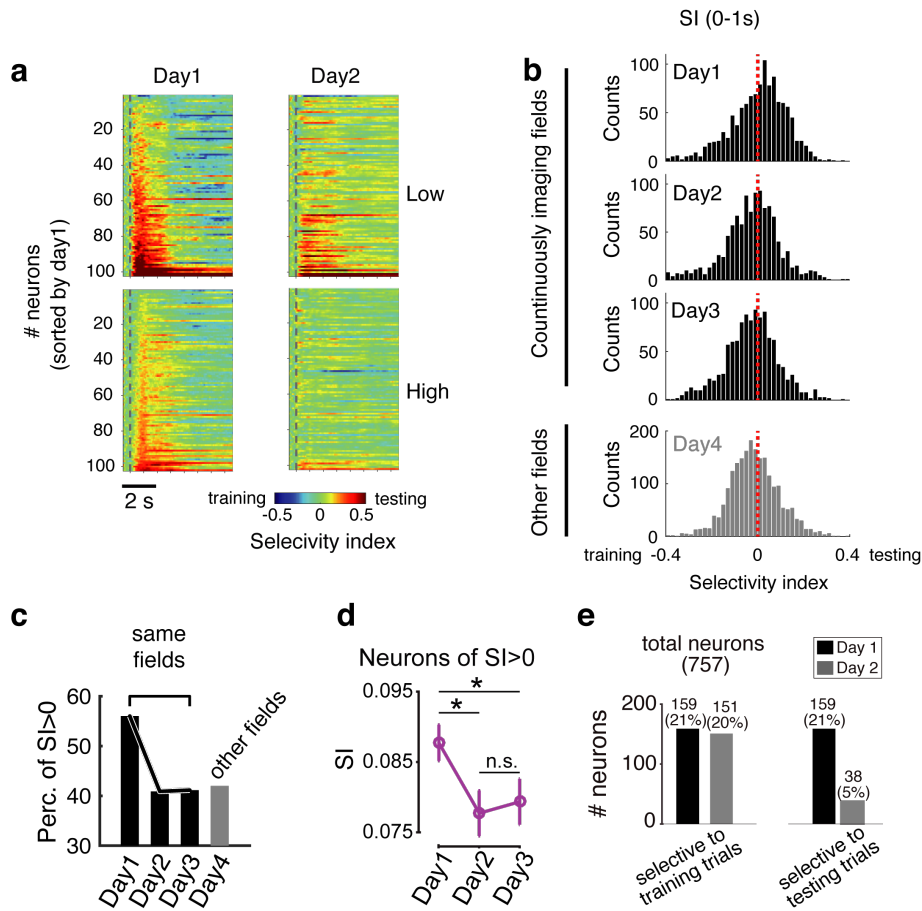 a
Day1
Day2
20
40
60
80
100
Low
20
40
60
80
100
High
# neurons
(sorted by day1)
2 s
training
testing
-0.5
0
0.5
Selecivity index
b
SI (0-1s)
Countinuously imaging fields
Day1
Counts
100
50
0
Day2
Counts
100
50
0
Day3
Counts
100
50
0
Other fields
Day4
Counts
200
100
0
training
-0.4
0
0.4
testing
Selectivity index
c
same
fields
other fields
Perc. of SI>0
60
50
40
30
Day1
Day2
Day3
Day4
d
Neurons of SI>0
SI
0.095
0.085
0.075
*
*
n.s.
Day1
Day2
Day3
e
total neurons
(757)
Day 1
Day 2
# neurons
200
100
0
159
(21%)
151
(20%)
159
(21%)
38
(5%)
selective to
training trials
selective to
testing trials